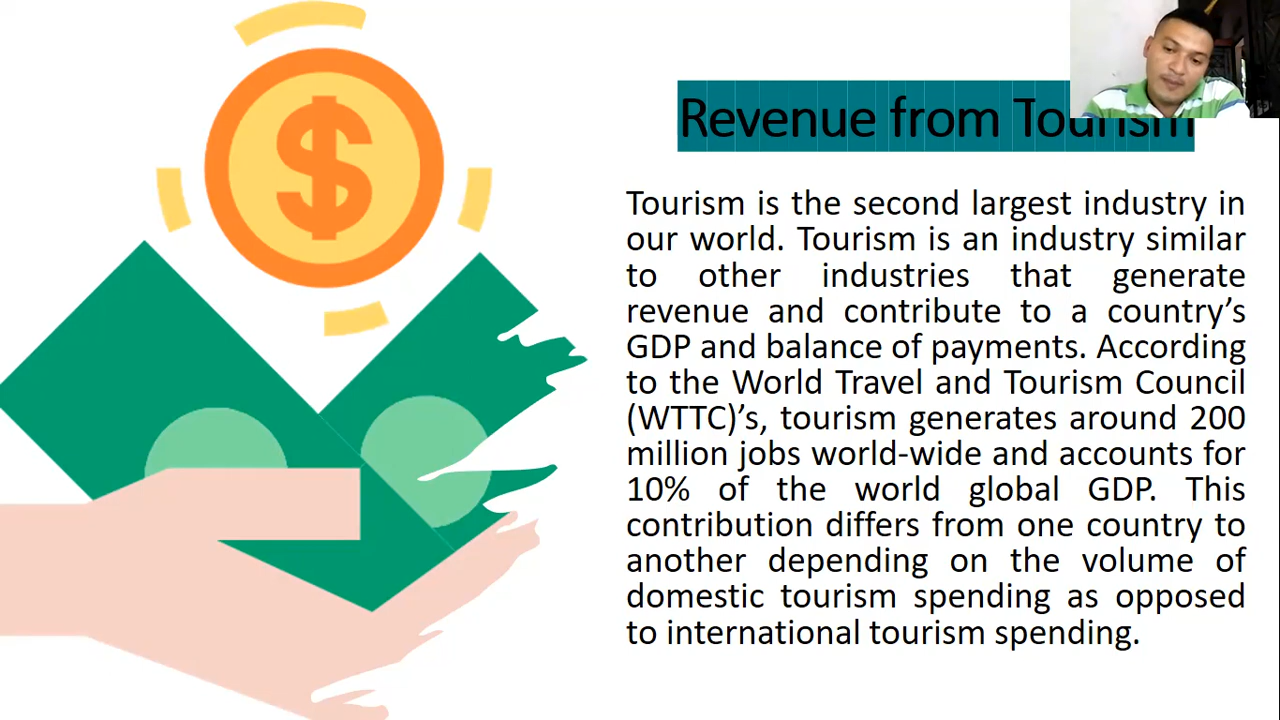 Revenue from Tourism
Tourism is the second largest industry in
our world. Tourism is an industry similar
to other industries that generate
revenue and contribute to a country's
GDP and balance of payments. According
to the World Travel and Tourism Council
(WTTC)'s, tourism generates around 200
million jobs world-wide and accounts for
10% of the world global GDP. This
contribution differs from one country to
another depending on the volume of
domestic tourism spending as opposed
to international tourism spending.
$